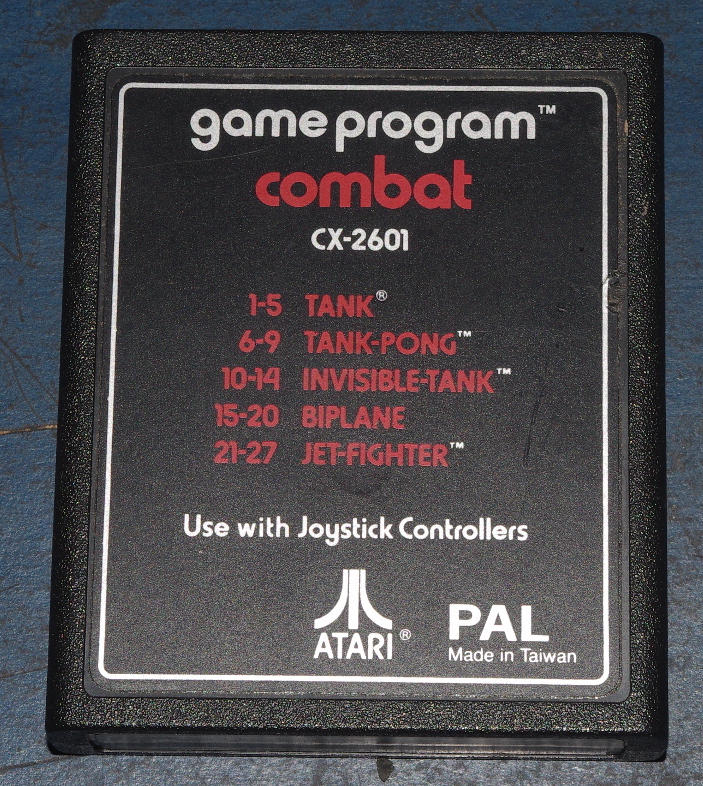 game program™
combat
CX-2601
1-5 TANK®
6-9 TANK-PONG™
10-14 INVISIBLE-TANK™
15-20 BIPLANE
21-27 JET-FIGHTER™
Use with Joystick Controllers
ATARI®
PAL
Made in Taiwan